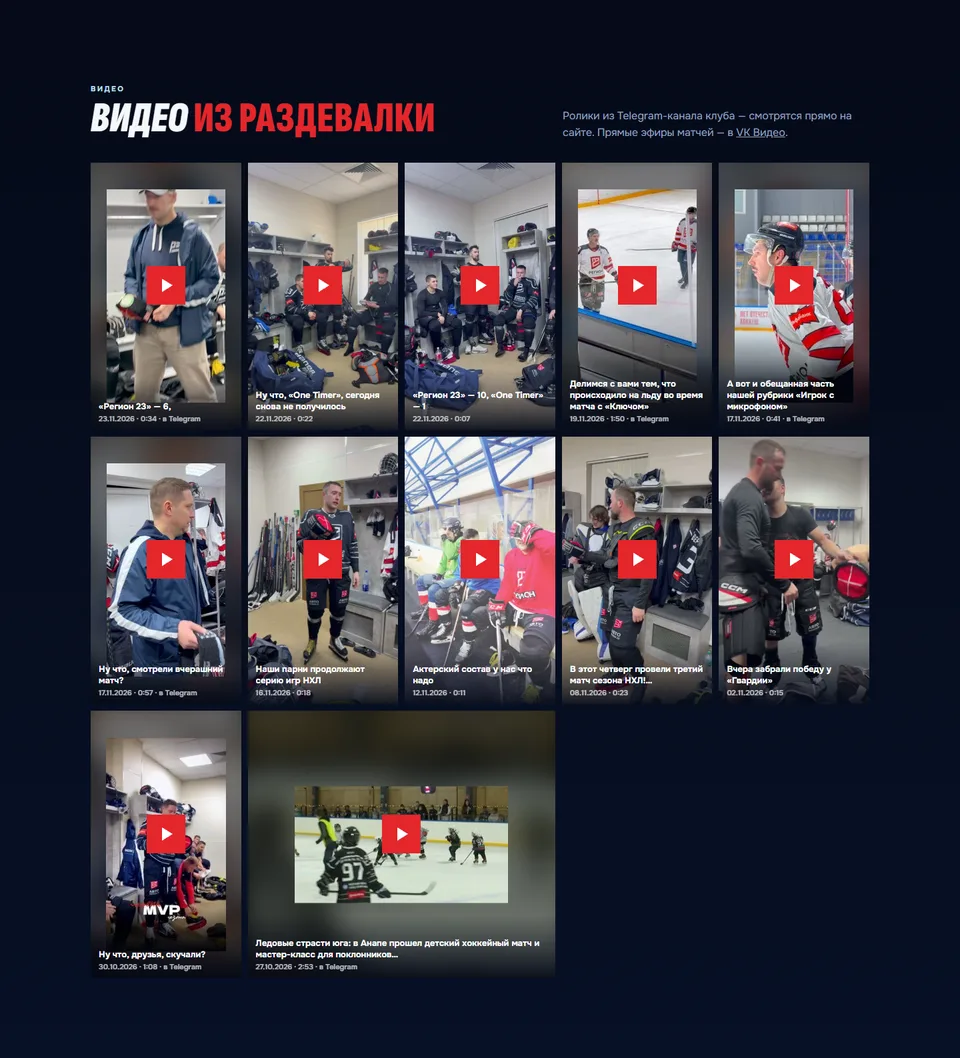 ВИДЕО
ВИДЕО ИЗ РАЗДЕВАЛКИ
Ролики из Telegram-канала клуба — смотрятся прямо на
сайте. Прямые эфиры матчей — в VK Видео.
«Регион 23» — 6,
23.11.2026 · 0:34 · в Telegram
Ну что, «One Timer», сегодня
снова не получилось
22.11.2026 · 0:22
«Регион 23» — 10, «One Timer»
— 1
22.11.2026 · 0:07
Делимся с вами тем, что
происходило на льду во время
матча с «Ключом»
19.11.2026 · 1:50 · в Telegram
А вот и обещанная часть
нашей рубрики «Игрок с
микрофоном»
17.11.2026 · 0:41 · в Telegram
Ну что, смотрели вчерашний
матч?
17.11.2026 · 0:57 · в Telegram
CCM
Наши парни продолжают
серию игр НХЛ
16.11.2026 · 0:18
Актерский состав у нас что
надо
12.11.2026 · 0:11
В этот четверг провели третий
матч сезона НХЛ!...
08.11.2026 · 0:23
Вчера забрали победу у
«Гвардии»
02.11.2026 · 0:15
MVP
Ну что, друзья, скучали?
30.10.2026 · 1:08 · в Telegram
97
Ледовые страсти юга: в Анапе прошел детский хоккейный матч и
мастер-класс для поклонников...
27.10.2026 · 2:53 · в Telegram